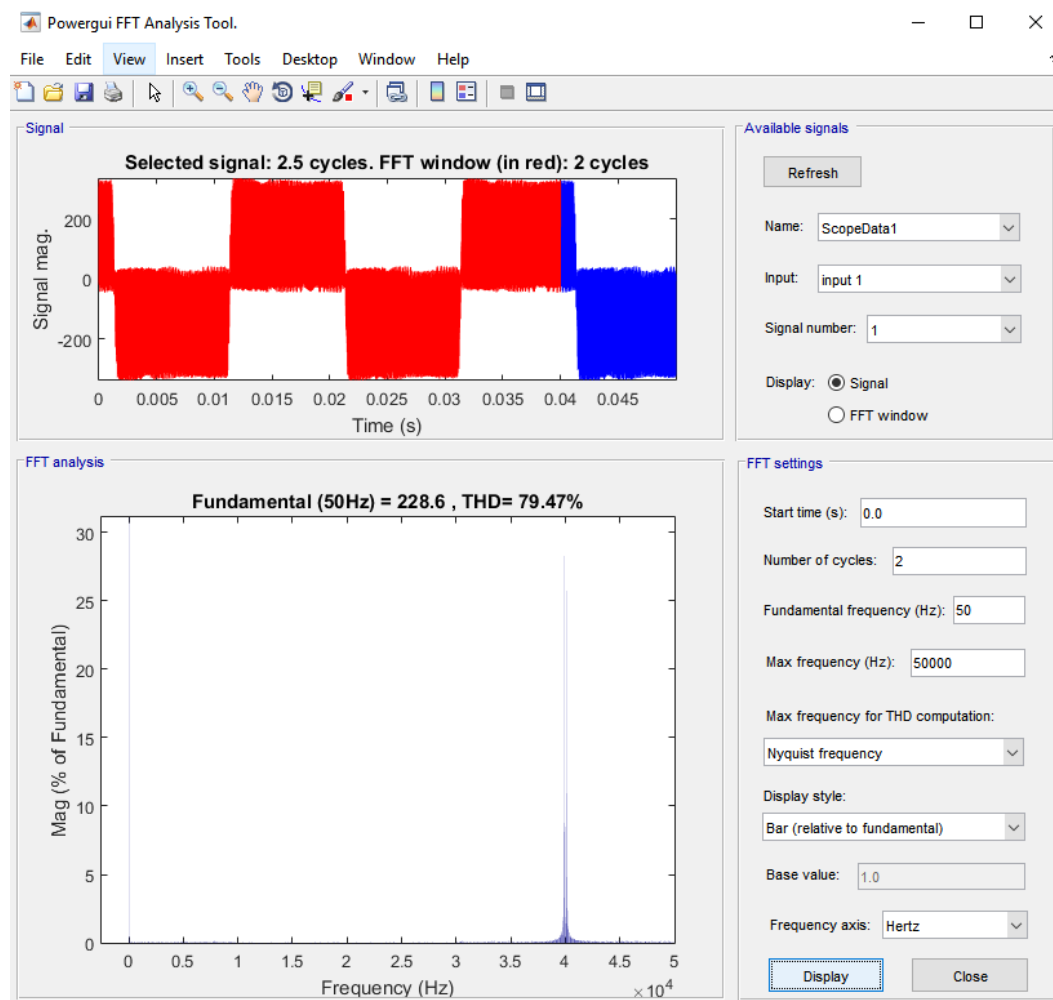 Powergui FFT Analysis Tool.
File Edit View Insert Tools Desktop Window Help
Signal
Selected signal: 2.5 cycles. FFT window (in red): 2 cycles
200
0
-200
Signal mag.
0 0.005 0.01 0.015 0.02 0.025 0.03 0.035 0.04 0.045
Time (s)
Available signals
Refresh
Name: ScopeData1
Input: input 1
Signal number: 1
Display: Signal
FFT window
FFT analysis
Fundamental (50Hz) = 228.6 , THD= 79.47%
30
25
20
15
10
5
0
Mag (% of Fundamental)
0 0.5 1 1.5 2 2.5 3 3.5 4 4.5 5
Frequency (Hz)
× 10⁴
FFT settings
Start time (s): 0.0
Number of cycles: 2
Fundamental frequency (Hz): 50
Max frequency (Hz): 50000
Max frequency for THD computation:
Nyquist frequency
Display style:
Bar (relative to fundamental)
Base value: 1.0
Frequency axis: Hertz
Display Close